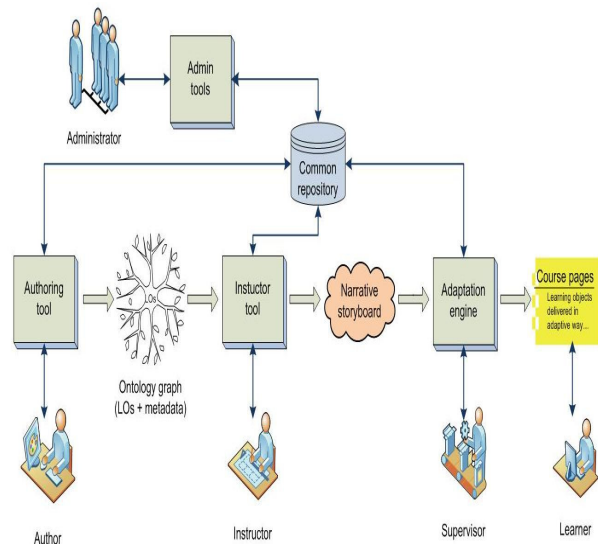 Admin
tools
Administrator
Common
repository
Authoring
tool
LOs
Instuctor
tool
Narrative
storyboard
Adaptation
engine
Course pages
Learning objects
delivered in
adaptive way...
Ontology graph
(LOs + metadata)
Author
Instructor
Supervisor
Learner